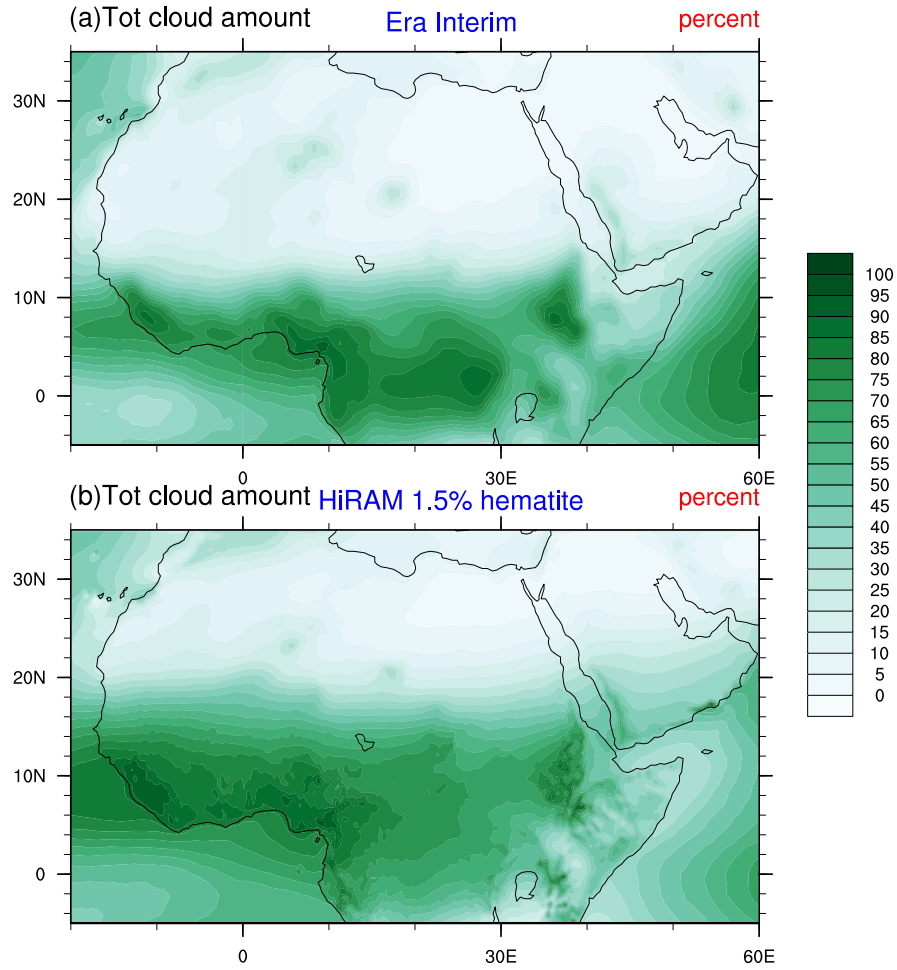 (a)Tot cloud amount Era Interim percent
30N
20N
10N
0
0 30E 60E
(b)Tot cloud amount HiRAM 1.5% hematite percent
30N
20N
10N
0
0 30E 60E
100
95
90
85
80
75
70
65
60
55
50
45
40
35
30
25
20
15
10
5
0